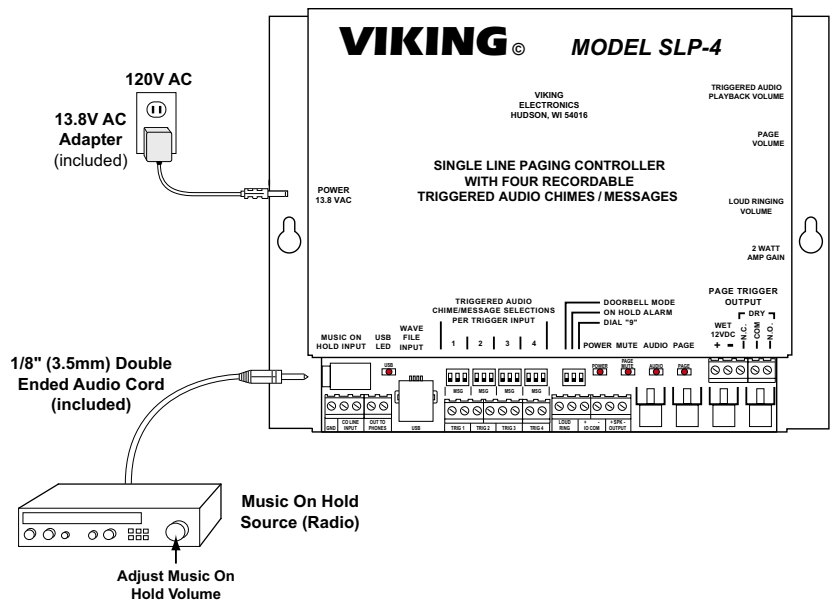 VIKING © MODEL SLP-4
120V AC
13.8V AC
Adapter
(included)
VIKING
ELECTRONICS
HUDSON, WI 54016
TRIGGERED AUDIO
PLAYBACK VOLUME
PAGE
VOLUME
SINGLE LINE PAGING CONTROLLER
WITH FOUR RECORDABLE
TRIGGERED AUDIO CHIMES / MESSAGES
POWER
13.8 VAC
LOUD RINGING
VOLUME
2 WATT
AMP GAIN
PAGE TRIGGER
OUTPUT
DRY
WET
12VDC
+ -
N.C.
COM
N.O.
TRIGGERED AUDIO
CHIME/MESSAGE SELECTIONS
PER TRIGGER INPUT
1 2 3 4
DOORBELL MODE
ON HOLD ALARM
DIAL "9"
MUSIC ON
HOLD INPUT
USB
LED
WAVE
FILE
INPUT
POWER MUTE AUDIO PAGE
USB
POWER
PAGE
MUTE
AUDIO
PAGE
MSG MSG MSG MSG
GND
CO LINE
INPUT
OUT TO
PHONES
USB
TRIG 1 TRIG 2 TRIG 3 TRIG 4
LOUD
RING
+ -
IO COM
+ SPK -
OUTPUT
1/8" (3.5mm) Double
Ended Audio Cord
(included)
Music On Hold
Source (Radio)
Adjust Music On
Hold Volume